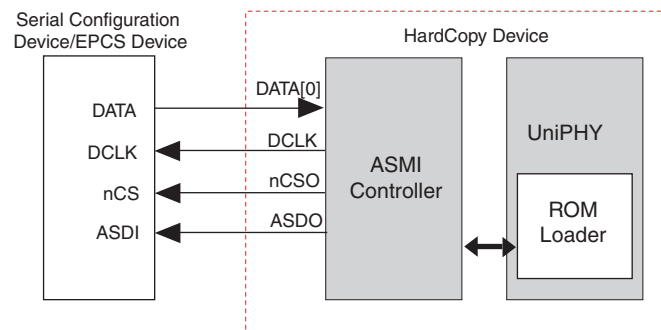 Serial Configuration
Device/EPCS Device
HardCopy Device
DATA
DCLK
nCS
ASDI
DATA[0]
DCLK
nCSO
ASDO
ASMI
Controller
UniPHY
ROM
Loader